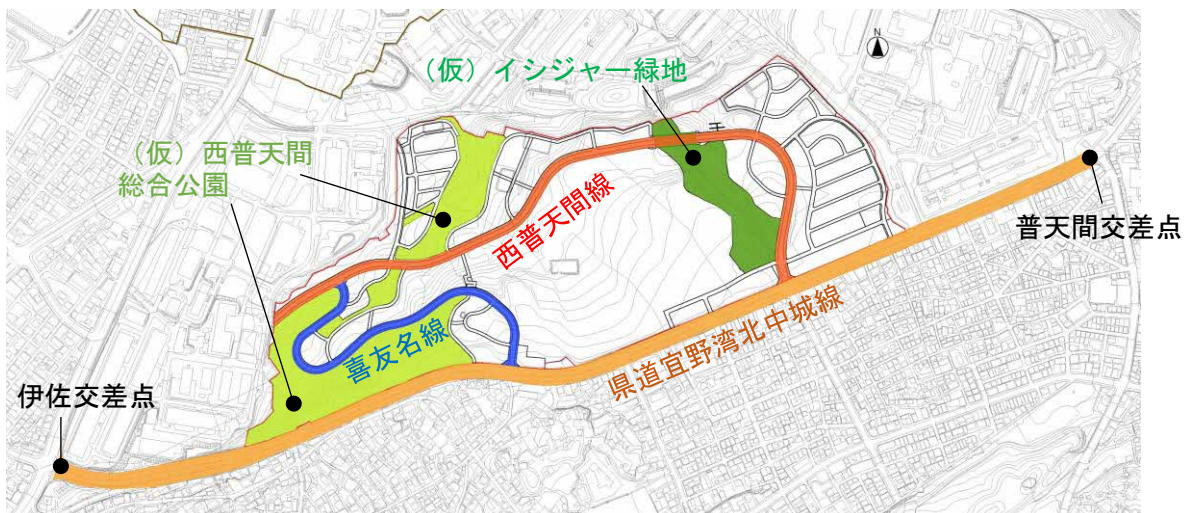 N
（仮）イシジャー緑地
（仮）西普天間
総合公園
西普天間線
普天間交差点
喜友名線
県道宜野湾北中城線
伊佐交差点